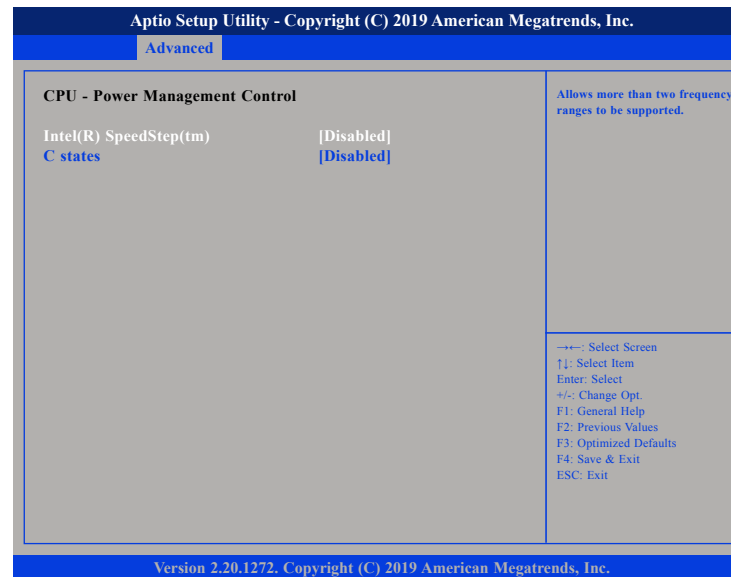 Aptio Setup Utility - Copyright (C) 2019 American Megatrends, Inc.
Advanced
CPU - Power Management Control
Intel(R) SpeedStep(tm) [Disabled]
C states [Disabled]
Allows more than two frequency
ranges to be supported.
→←: Select Screen
↑↓: Select Item
Enter: Select
+/-: Change Opt.
F1: General Help
F2: Previous Values
F3: Optimized Defaults
F4: Save & Exit
ESC: Exit
Version 2.20.1272. Copyright (C) 2019 American Megatrends, Inc.